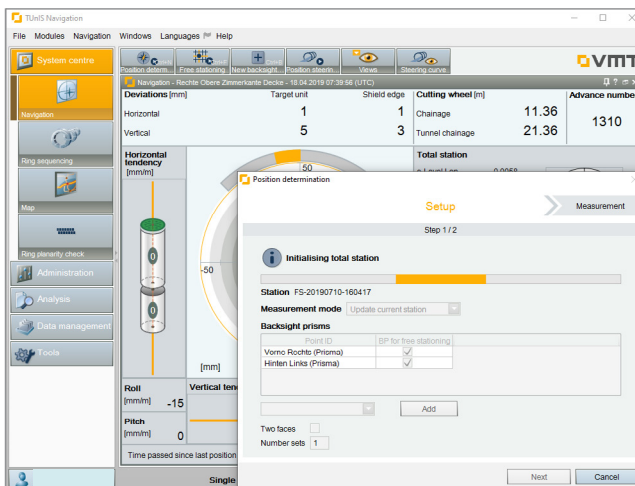 TUnIS Navigation
File Modules Navigation Windows Languages Help
System centre
Position determ. Free stationing New backsight. Position steerin Views Steering curve
VMT
Navigation - Rechte Obere Zimmerkante Decke - 18.04.2019 07:39:56 (UTC)
Navigation
Ring sequencing
Map
Ring planarity check
Administration
Analysis
Data management
Tools
Deviations [mm] Target unit Shield edge
Horizontal 1 1
Vertical 5 3
Cutting wheel [m]
Chainage 11.36
Tunnel chainage 21.36
Advance number
1310
Horizontal
tendency
[mm/m]
0
0
50
-50
[mm]
Total station
Roll
[mm/m] -15
Pitch
[mm/m] 0
Vertical ten
Time passed since last position
Single
Position determination
Setup
Measurement
Step 1 / 2
Initialising total station
Station FS-20190710-160417
Measurement mode Update current station
Backsight prisms
Point ID BP for free stationing
Vorne Rechte (Prisma)
Hinten Links (Prisma)
Add
Two faces
Number sets 1
Next Cancel